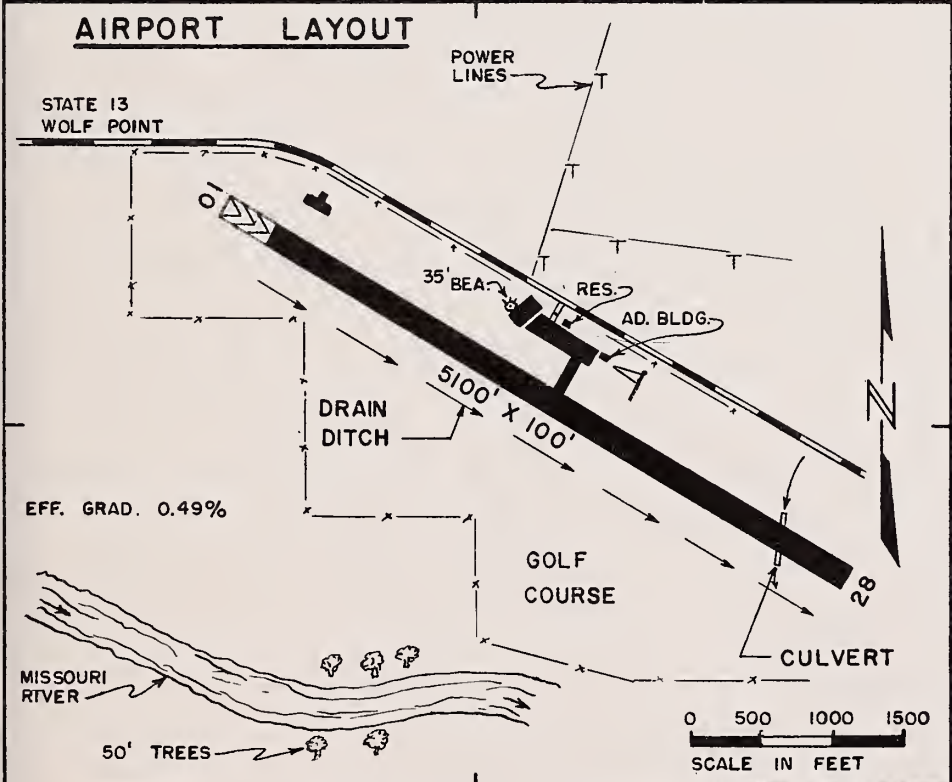 AIRPORT LAYOUT
POWER
LINES
STATE 13
WOLF POINT
10
35' BEA.
RES.
AD. BLDG.
N
5100' X 100'
DRAIN
DITCH
EFF. GRAD. 0.49%
GOLF
COURSE
28
CULVERT
MISSOURI
RIVER
50' TREES
0 500 1000 1500
SCALE IN FEET